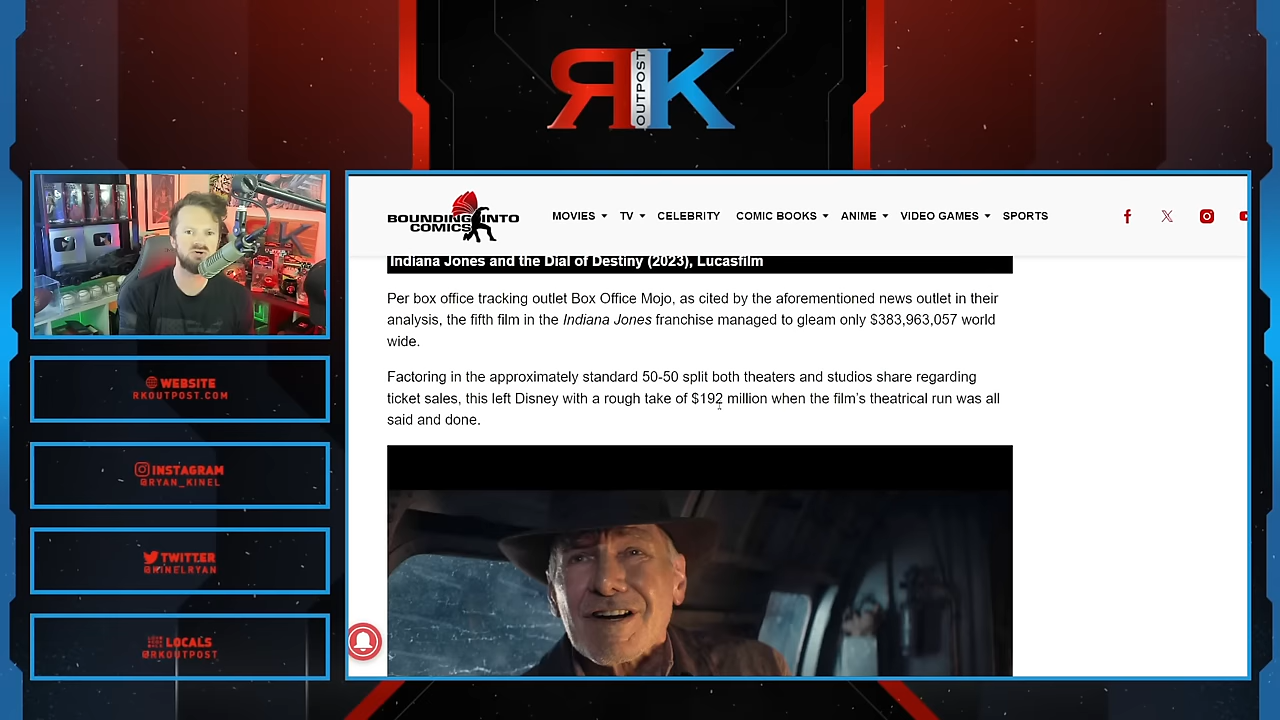 RK
OUTPOST
BOUNDING INTO
COMICS
MOVIES TV CELEBRITY COMIC BOOKS ANIME VIDEO GAMES SPORTS
Indiana Jones and the Dial of Destiny (2023), Lucasfilm
Per box office tracking outlet Box Office Mojo, as cited by the aforementioned news outlet in their
analysis, the fifth film in the Indiana Jones franchise managed to gleam only $383,963,057 world
wide.
Factoring in the approximately standard 50-50 split both theaters and studios share regarding
ticket sales, this left Disney with a rough take of $192 million when the film's theatrical run was all
said and done.
WEBSITE
RKOUTPOST.COM
INSTAGRAM
@RYAN_KINEL
TWITTER
@KINELRYAN
LOCALS
@RKOUTPOST